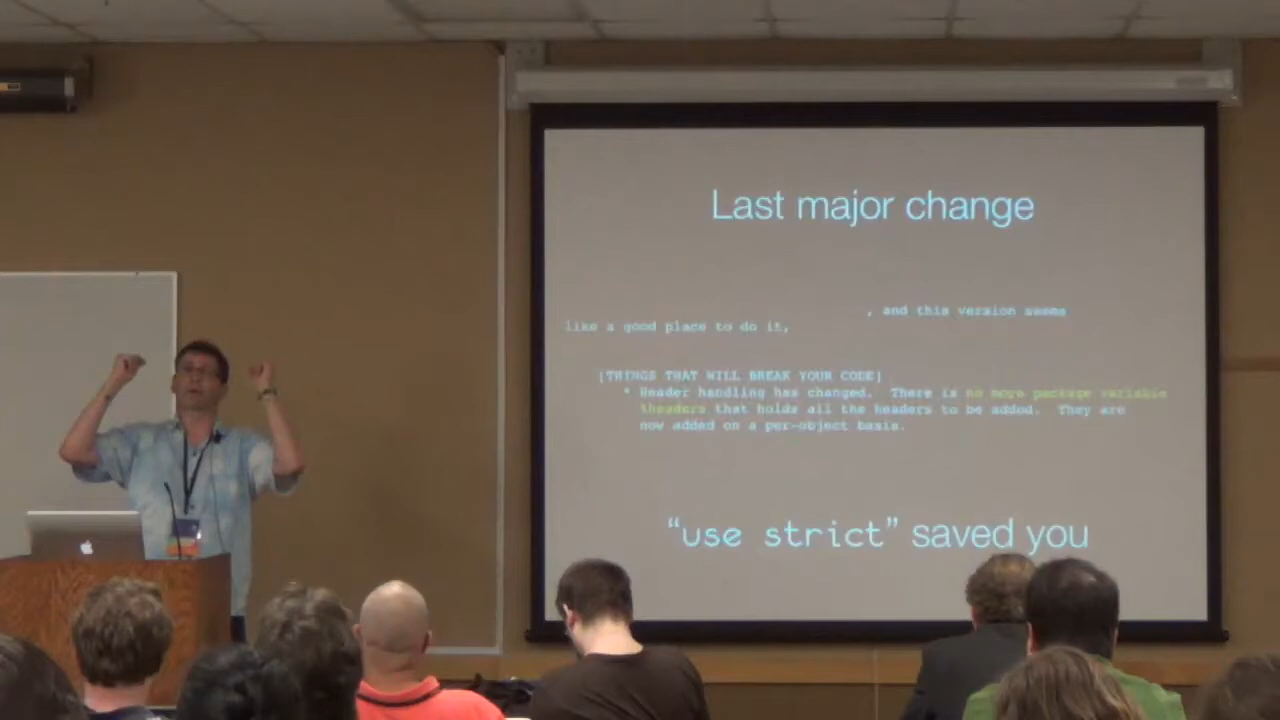 Last major change
, and this version seems
like a good place to do it,
[THINGS THAT WILL BREAK YOUR CODE]
* Header handling has changed. There is no more package variable
%headers that holds all the headers to be added. They are
now added on a per-object basis.
“use strict” saved you